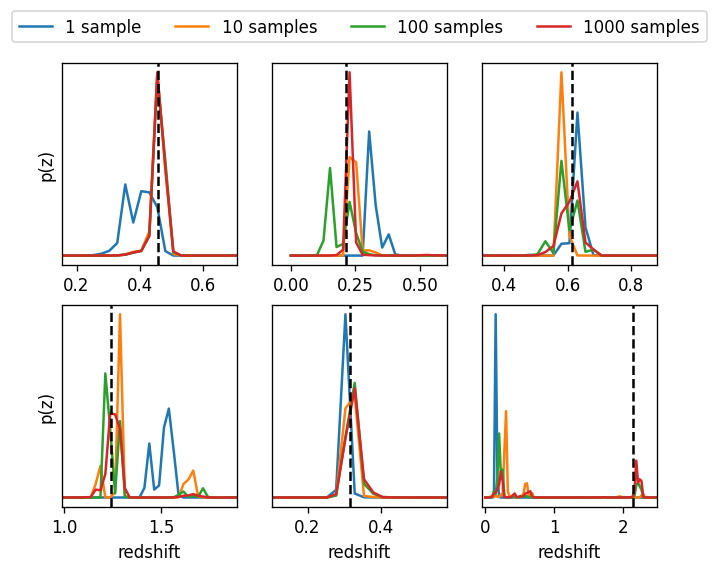 1 sample 10 samples 100 samples 1000 samples
p(z)
0.2 0.4 0.6 0.00 0.25 0.50 0.4 0.6 0.8
p(z)
1.0 1.5 0.2 0.4 0 1 2
redshift redshift redshift